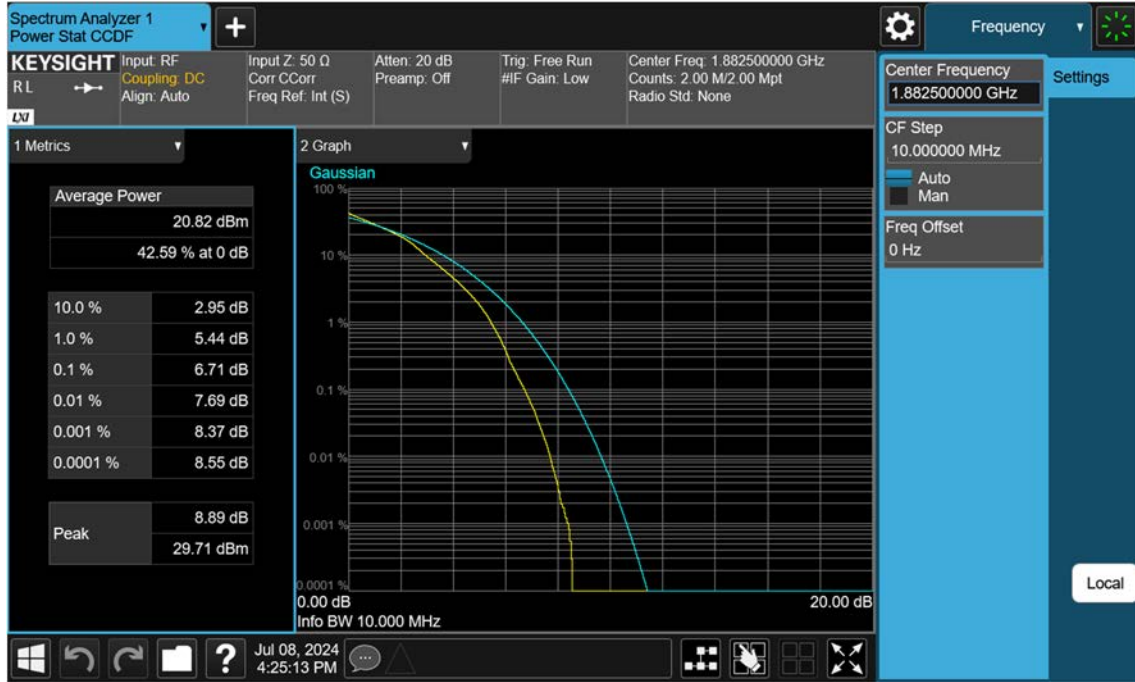 Spectrum Analyzer 1
Power Stat CCDF
Frequency
KEYSIGHT
R L
LXI
Input: RF
Coupling: DC
Align: Auto
Input Z: 50 Ω
Corr CCorr
Freq Ref: Int (S)
Atten: 20 dB
Preamp: Off
Trig: Free Run
#IF Gain: Low
Center Freq: 1.882500000 GHz
Counts: 2.00 M/2.00 Mpt
Radio Std: None
Center Frequency
1.882500000 GHz
Settings
CF Step
10.000000 MHz
Auto
Man
Freq Offset
0 Hz
Local
1 Metrics
Average Power
20.82 dBm
42.59 % at 0 dB
10.0 % 2.95 dB
1.0 % 5.44 dB
0.1 % 6.71 dB
0.01 % 7.69 dB
0.001 % 8.37 dB
0.0001 % 8.55 dB
Peak
8.89 dB
29.71 dBm
2 Graph
Gaussian
100 %
10 %
1 %
0.1 %
0.01 %
0.001 %
0.0001 %
0.00 dB 20.00 dB
Info BW 10.000 MHz
?
Jul 08, 2024
4:25:13 PM